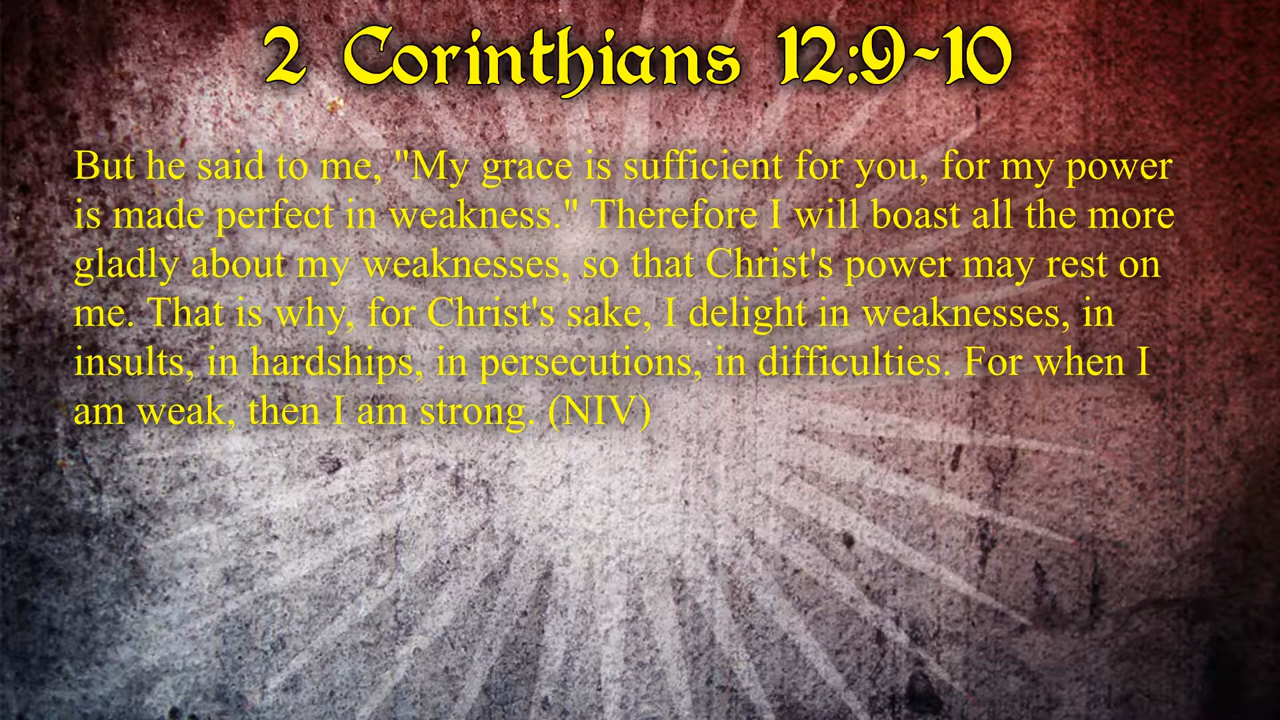 2 Corinthians 12:9-10
But he said to me, "My grace is sufficient for you, for my power
is made perfect in weakness." Therefore I will boast all the more
gladly about my weaknesses, so that Christ's power may rest on
me. That is why, for Christ's sake, I delight in weaknesses, in
insults, in hardships, in persecutions, in difficulties. For when I
am weak, then I am strong. (NIV)